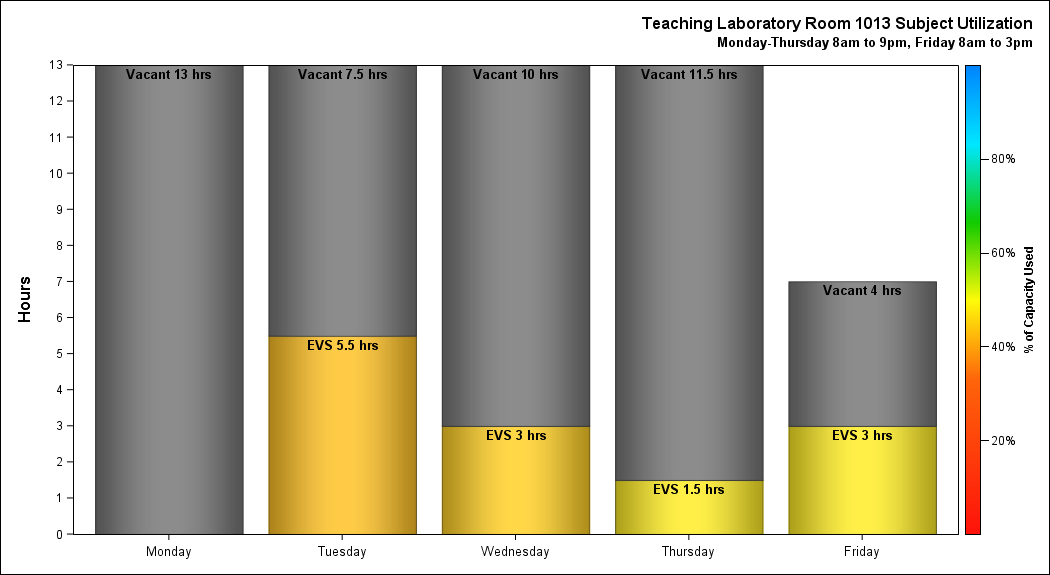 Teaching Laboratory Room 1013 Subject Utilization
Monday-Thursday 8am to 9pm, Friday 8am to 3pm
Hours
13
12
11
10
9
8
7
6
5
4
3
2
1
0
Vacant 13 hrs
Vacant 7.5 hrs
EVS 5.5 hrs
Vacant 10 hrs
EVS 3 hrs
Vacant 11.5 hrs
EVS 1.5 hrs
Vacant 4 hrs
EVS 3 hrs
Monday
Tuesday
Wednesday
Thursday
Friday
80%
60%
40%
20%
% of Capacity Used